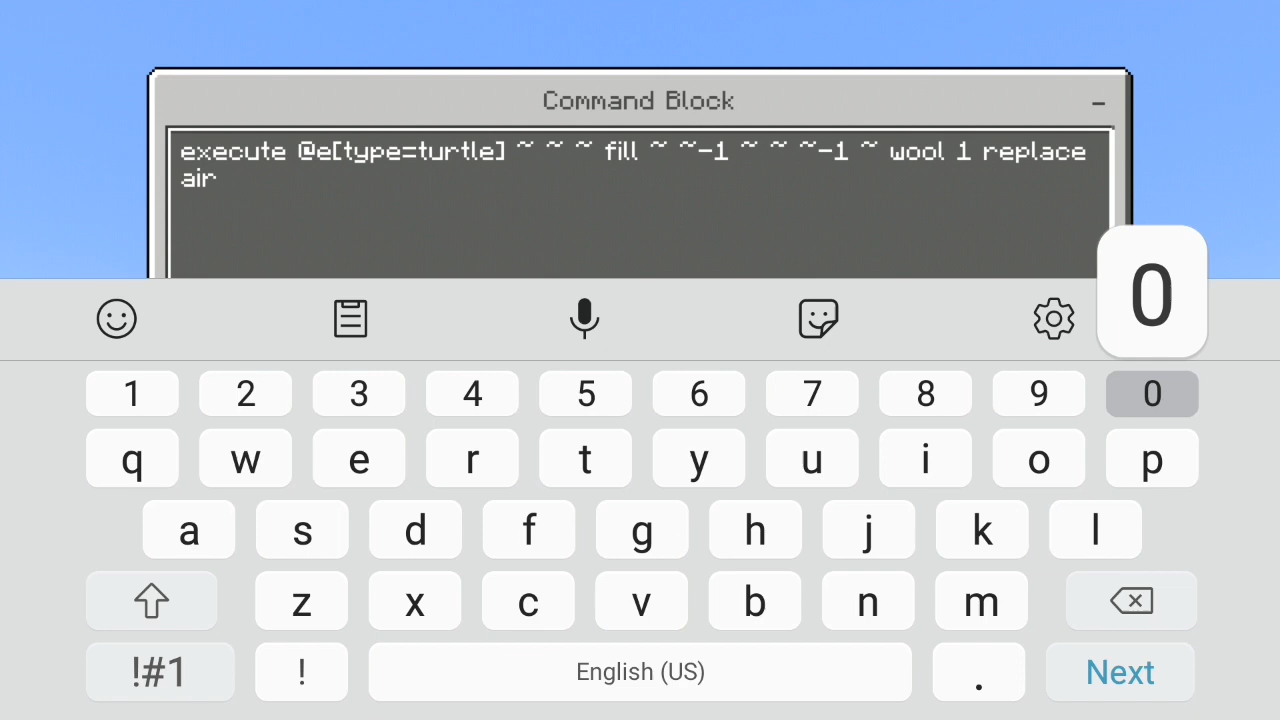 Command Block
execute @e[type=turtle] ~ ~ ~ fill ~ ~-1 ~ ~ ~-1 ~ wool 1 replace
air
0
1 2 3 4 5 6 7 8 9 0
q w e r t y u i o p
a s d f g h j k l
z x c v b n m
!#1 ! English (US) . Next